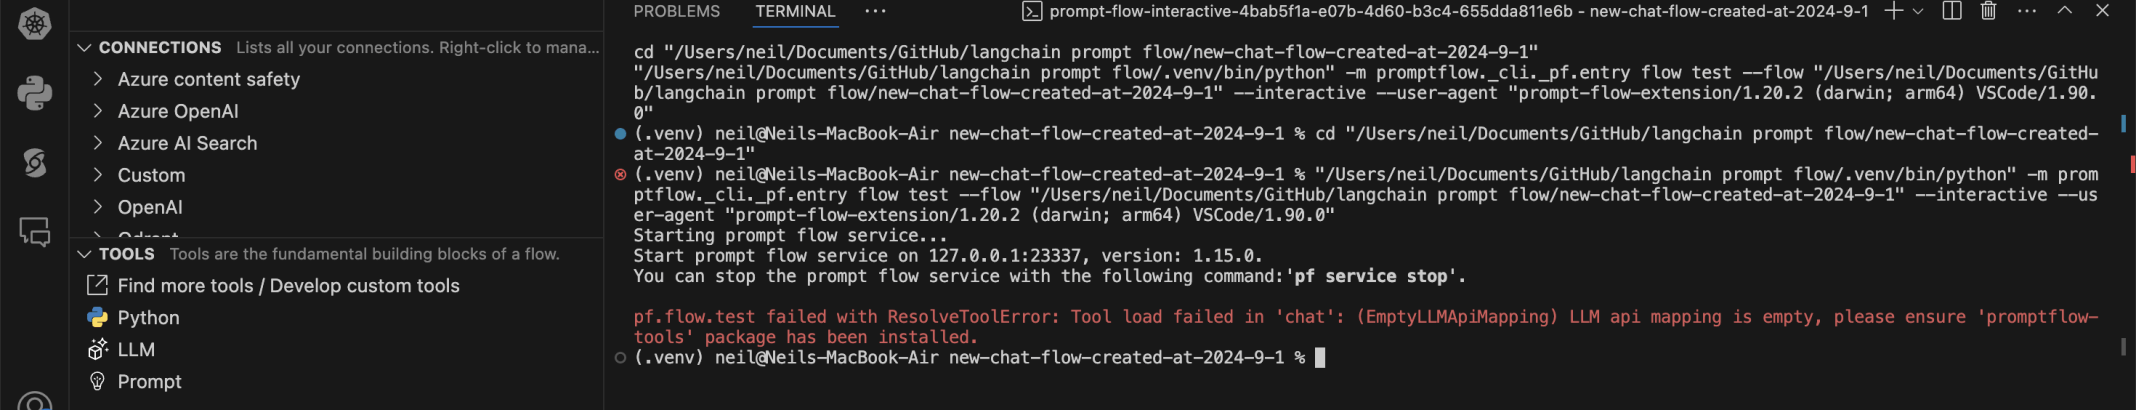 PROBLEMS TERMINAL ··· prompt-flow-interactive-4bab5f1a-e07b-4d60-b3c4-655dda811e6b - new-chat-flow-created-at-2024-9-1
CONNECTIONS Lists all your connections. Right-click to mana...
Azure content safety
Azure OpenAI
Azure AI Search
Custom
OpenAI
Qdrant
TOOLS Tools are the fundamental building blocks of a flow.
Find more tools / Develop custom tools
Python
LLM
Prompt
cd "/Users/neil/Documents/GitHub/langchain prompt flow/new-chat-flow-created-at-2024-9-1"
"/Users/neil/Documents/GitHub/langchain prompt flow/.venv/bin/python" -m promptflow._cli._pf.entry flow test --flow "/Users/neil/Documents/GitHu
b/langchain prompt flow/new-chat-flow-created-at-2024-9-1" --interactive --user-agent "prompt-flow-extension/1.20.2 (darwin; arm64) VSCode/1.90.
0"
(.venv) neil@Neils-MacBook-Air new-chat-flow-created-at-2024-9-1 % cd "/Users/neil/Documents/GitHub/langchain prompt flow/new-chat-flow-created-
at-2024-9-1"
(.venv) neil@Neils-MacBook-Air new-chat-flow-created-at-2024-9-1 % "/Users/neil/Documents/GitHub/langchain prompt flow/.venv/bin/python" -m prom
ptflow._cli._pf.entry flow test --flow "/Users/neil/Documents/GitHub/langchain prompt flow/new-chat-flow-created-at-2024-9-1" --interactive --us
er-agent "prompt-flow-extension/1.20.2 (darwin; arm64) VSCode/1.90.0"
Starting prompt flow service...
Start prompt flow service on 127.0.0.1:23337, version: 1.15.0.
You can stop the prompt flow service with the following command:'pf service stop'.
pf.flow.test failed with ResolveToolError: Tool load failed in 'chat': (EmptyLLMApiMapping) LLM api mapping is empty, please ensure 'promptflow-
tools' package has been installed.
(.venv) neil@Neils-MacBook-Air new-chat-flow-created-at-2024-9-1 %